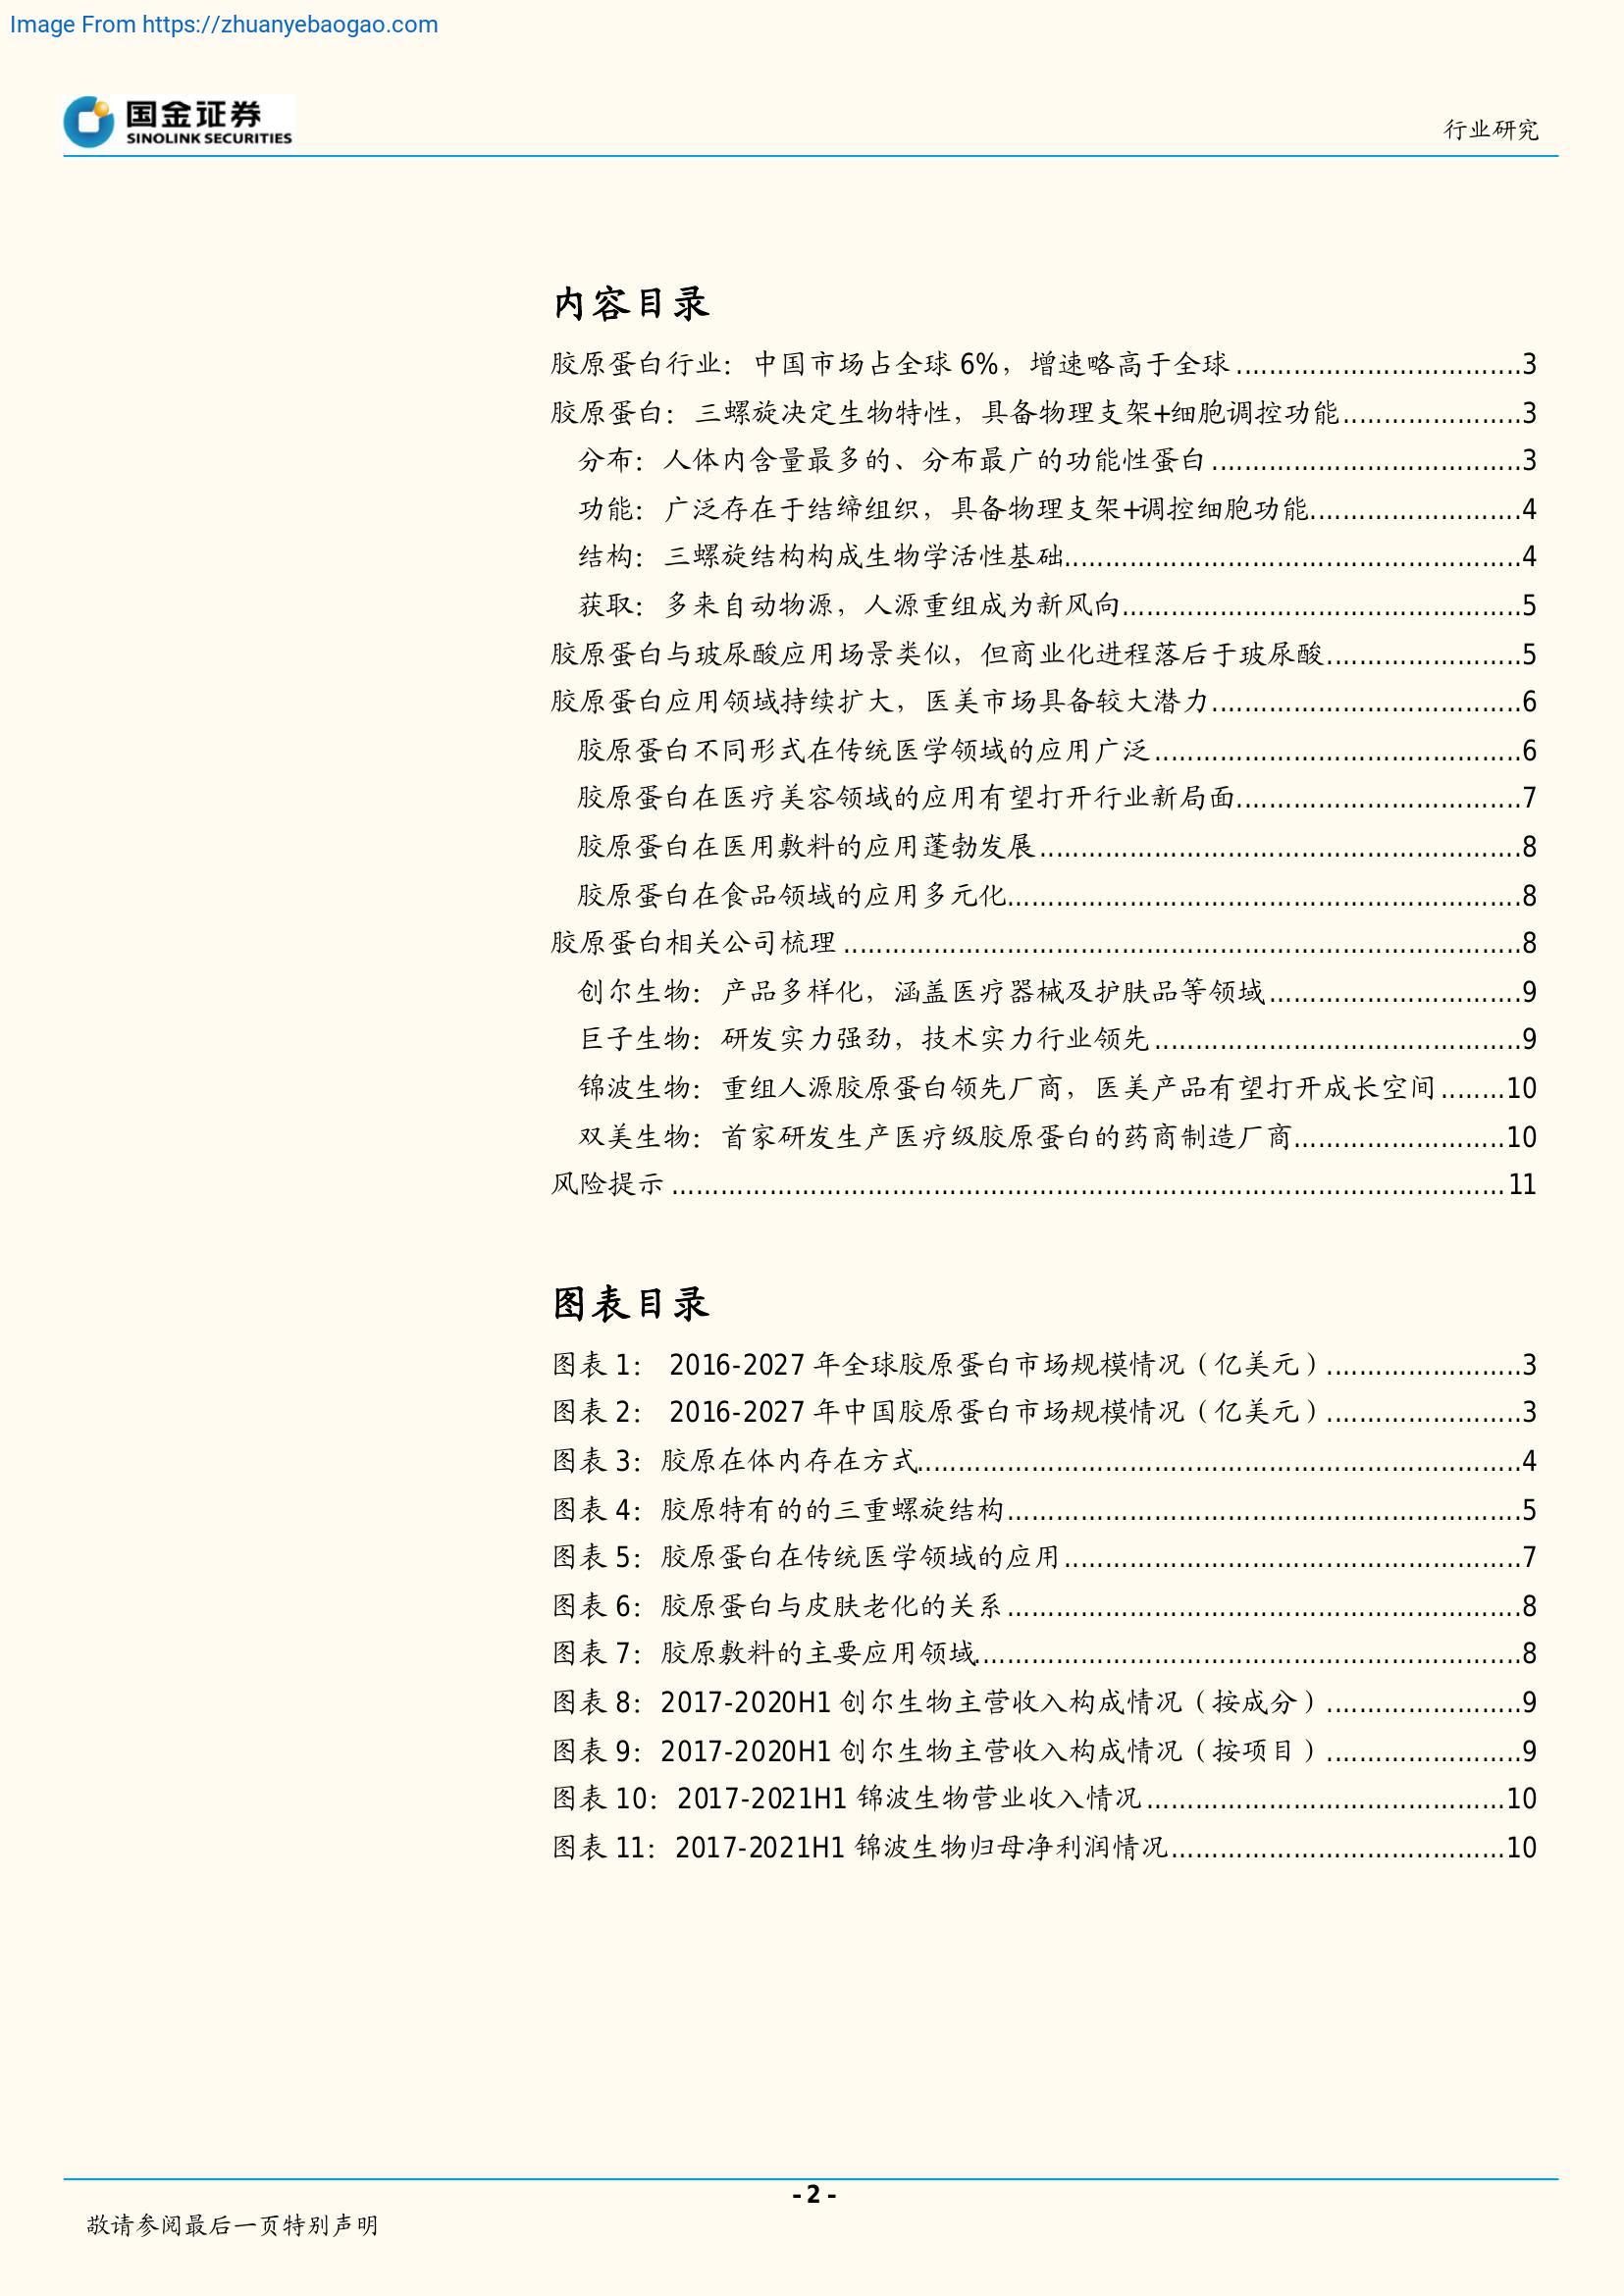 Image From https://zhuanyebaogao.com
国金证券
SINOLINK SECURITIES
行业研究
内容目录
胶原蛋白行业：中国市场占全球 6%，增速略高于全球...................................3
胶原蛋白：三螺旋决定生物特性，具备物理支架+细胞调控功能......................3
分布：人体内含量最多的、分布最广的功能性蛋白......................................3
功能：广泛存在于结缔组织，具备物理支架+调控细胞功能..........................4
结构：三螺旋结构构成生物学活性基础........................................................4
获取：多来自动物源，人源重组成为新风向.................................................5
胶原蛋白与玻尿酸应用场景类似，但商业化进程落后于玻尿酸........................5
胶原蛋白应用领域持续扩大，医美市场具备较大潜力......................................6
胶原蛋白不同形式在传统医学领域的应用广泛.............................................6
胶原蛋白在医疗美容领域的应用有望打开行业新局面...................................7
胶原蛋白在医用敷料的应用蓬勃发展...........................................................8
胶原蛋白在食品领域的应用多元化...............................................................8
胶原蛋白相关公司梳理...................................................................................8
创尔生物：产品多样化，涵盖医疗器械及护肤品等领域...............................9
巨子生物：研发实力强劲，技术实力行业领先.............................................9
锦波生物：重组人源胶原蛋白领先厂商，医美产品有望打开成长空间........10
双美生物：首家研发生产医疗级胶原蛋白的药商制造厂商..........................10
风险提示......................................................................................................11
图表目录
图表 1： 2016-2027 年全球胶原蛋白市场规模情况（亿美元）........................3
图表 2： 2016-2027 年中国胶原蛋白市场规模情况（亿美元）........................3
图表 3：胶原在体内存在方式..........................................................................4
图表 4：胶原特有的的三重螺旋结构...............................................................5
图表 5：胶原蛋白在传统医学领域的应用........................................................7
图表 6：胶原蛋白与皮肤老化的关系...............................................................8
图表 7：胶原敷料的主要应用领域...................................................................8
图表 8：2017-2020H1 创尔生物主营收入构成情况（按成分）........................9
图表 9：2017-2020H1 创尔生物主营收入构成情况（按项目）........................9
图表 10：2017-2021H1 锦波生物营业收入情况............................................10
图表 11：2017-2021H1 锦波生物归母净利润情况.........................................10
- 2 -
敬请参阅最后一页特别声明